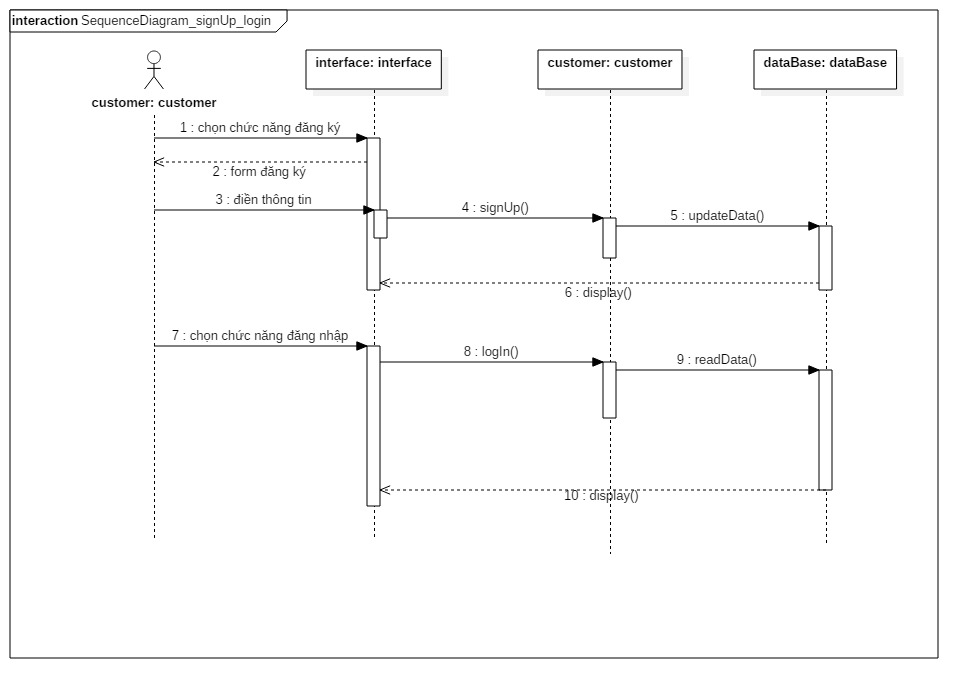 interaction SequenceDiagram_signUp_login
interface: interface
customer: customer
dataBase: dataBase
customer: customer
1 : chọn chức năng đăng ký
2 : form đăng ký
3 : điền thông tin
4 : signUp()
5 : updateData()
6 : display()
7 : chọn chức năng đăng nhập
8 : logIn()
9 : readData()
10 : display()